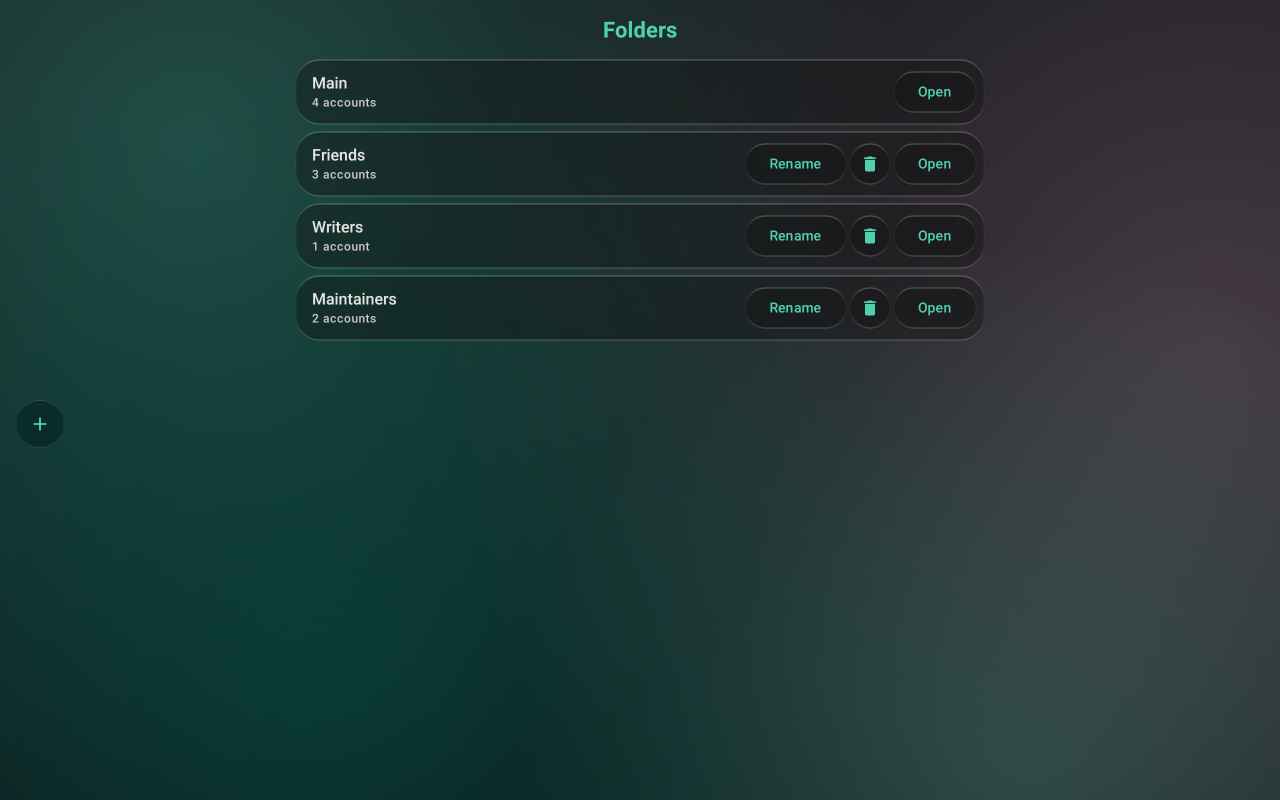 Folders
Main
4 accounts
Open
Friends
3 accounts
Rename
Open
Writers
1 account
Rename
Open
Maintainers
2 accounts
Rename
Open